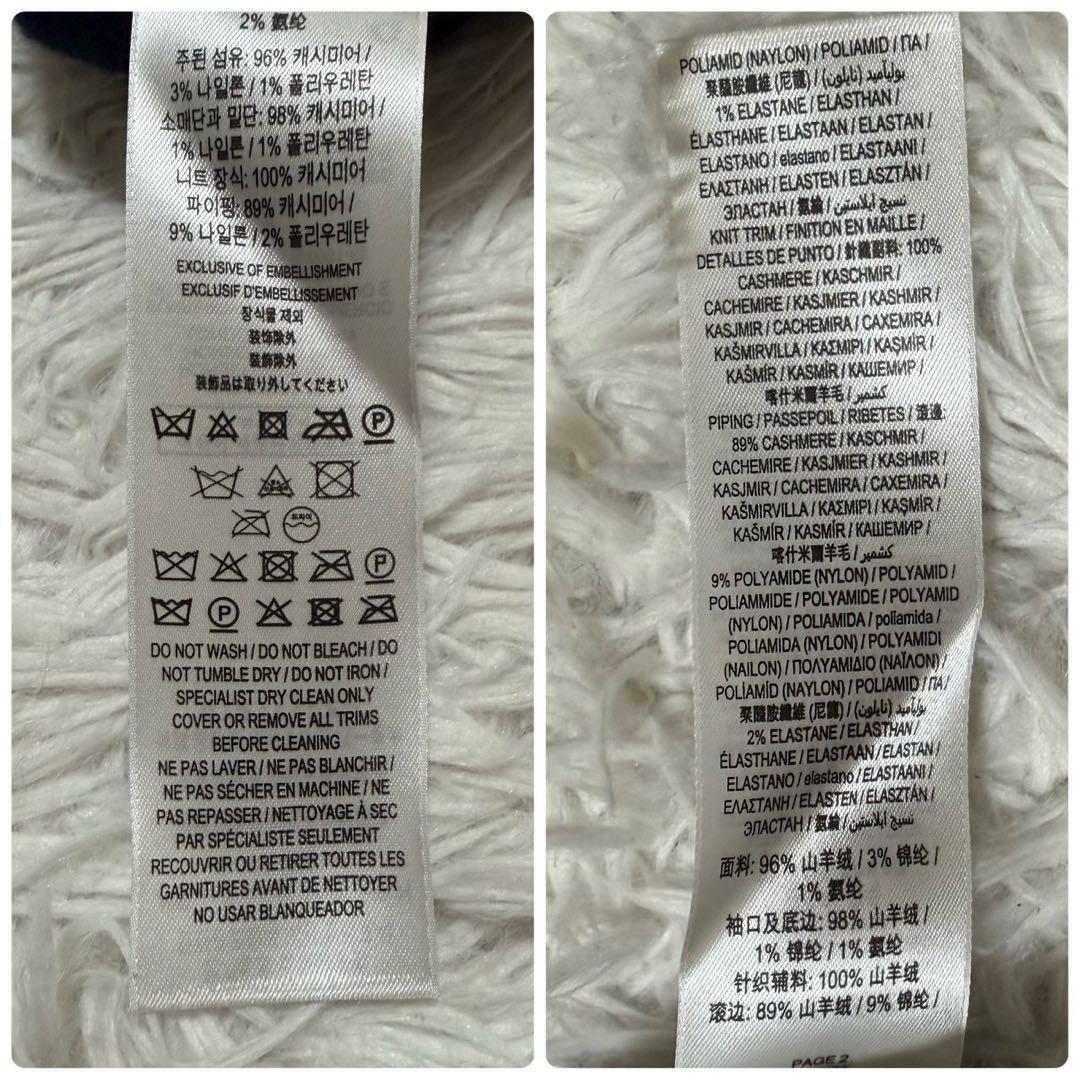 2% 氨纶
주된 섬유: 96% 캐시미어 /
3% 나일론 / 1% 폴리우레탄
소매단과 밑단: 98% 캐시미어 /
1% 나일론 / 1% 폴리우레탄
니트 장식: 100% 캐시미어
파이핑: 89% 캐시미어 /
9% 나일론 / 2% 폴리우레탄
EXCLUSIVE OF EMBELLISHMENT
EXCLUSIF D'EMBELLISSEMENT
장식물 제외
装饰除外
裝飾除外
装飾品は取り外してください
P
드라이
P
P
DO NOT WASH / DO NOT BLEACH / DO
NOT TUMBLE DRY / DO NOT IRON /
SPECIALIST DRY CLEAN ONLY
COVER OR REMOVE ALL TRIMS
BEFORE CLEANING
NE PAS LAVER / NE PAS BLANCHIR /
NE PAS SÉCHER EN MACHINE / NE
PAS REPASSER / NETTOYAGE À SEC
PAR SPÉCIALISTE SEULEMENT
RECOUVRIR OU RETIRER TOUTES LES
GARNITURES AVANT DE NETTOYER
NO USAR BLANQUEADOR
POLIAMÍD (NAYLON) / POLIAMID / ПА /
聚醯胺纖維 (尼龍) / بوليأميد (نايلون) /
1% ELASTANE / ELASTHAN /
ÉLASTHANE / ELASTAAN / ELASTAN /
ELASTANO / elastano / ELASTAANI /
ΕΛΑΣΤΑΝΗ / ELASTEN / ELASZTÁN /
ЭЛАСТАН / 氨綸 / نسيج ايلاستين
KNIT TRIM / FINITION EN MAILLE /
DETALLES DE PUNTO / 針織輔料: 100%
CASHMERE / KASCHMIR /
CACHEMIRE / KASJMIER / KASHMIR /
KASJMIR / CACHEMIRA / CAXEMIRA /
KAŠMIRVILLA / ΚΑΣΜΙΡΙ / KAŞMİR /
KAŠMÍR / KASMÍR / КАШЕМИР /
喀什米爾羊毛 / كشمير
PIPING / PASSEPOIL / RIBETES / 滾邊:
89% CASHMERE / KASCHMIR /
CACHEMIRE / KASJMIER / KASHMIR /
KASJMIR / CACHEMIRA / CAXEMIRA /
KAŠMIRVILLA / ΚΑΣΜΙΡΙ / KAŞMİR /
KAŠMÍR / KASMÍR / КАШЕМИР /
喀什米爾羊毛 / كشمير
9% POLYAMIDE (NYLON) / POLYAMID /
POLIAMMIDE / POLYAMIDE / POLYAMID
(NYLON) / POLIAMIDA / poliamida /
POLIAMIDA (NYLON) / POLYAMIDI
(NAILON) / ΠΟΛΥΑΜΙΔΙΟ (ΝΑΪΛΟΝ) /
POLİAMİD (NAYLON) / POLIAMID / ПА /
聚醯胺纖維 (尼龍) / بوليأميد (نايلون) /
2% ELASTANE / ELASTHAN /
ÉLASTHANE / ELASTAAN / ELASTAN /
ELASTANO / elastano / ELASTAANI /
ΕΛΑΣΤΑΝΗ / ELASTEN / ELASZTÁN /
ЭЛАСТАН / 氨綸 / نسيج ايلاستين
面料: 96% 山羊绒 / 3% 锦纶 /
1% 氨纶
袖口及底边: 98% 山羊绒 /
1% 锦纶 / 1% 氨纶
针织辅料: 100% 山羊绒
滚边: 89% 山羊绒 / 9% 锦纶 /
PAGE 2